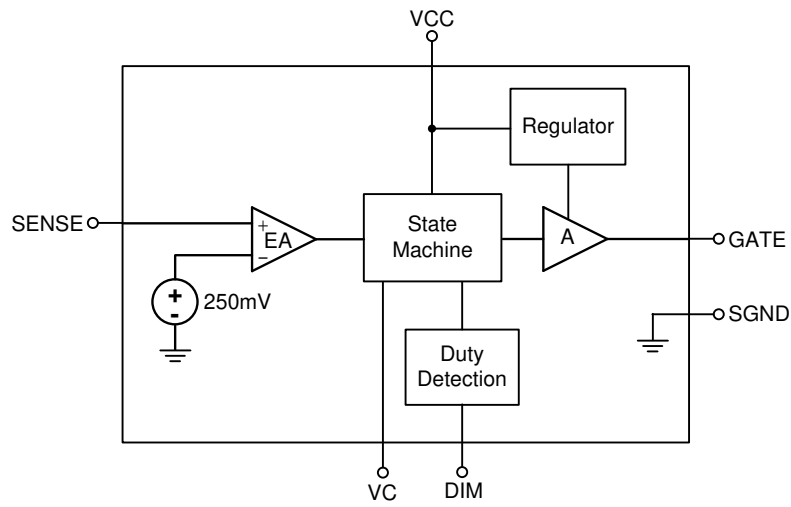 VCC
Regulator
SENSE
+
EA
−
State
Machine
A
GATE
+
-
250mV
SGND
Duty
Detection
VC
DIM